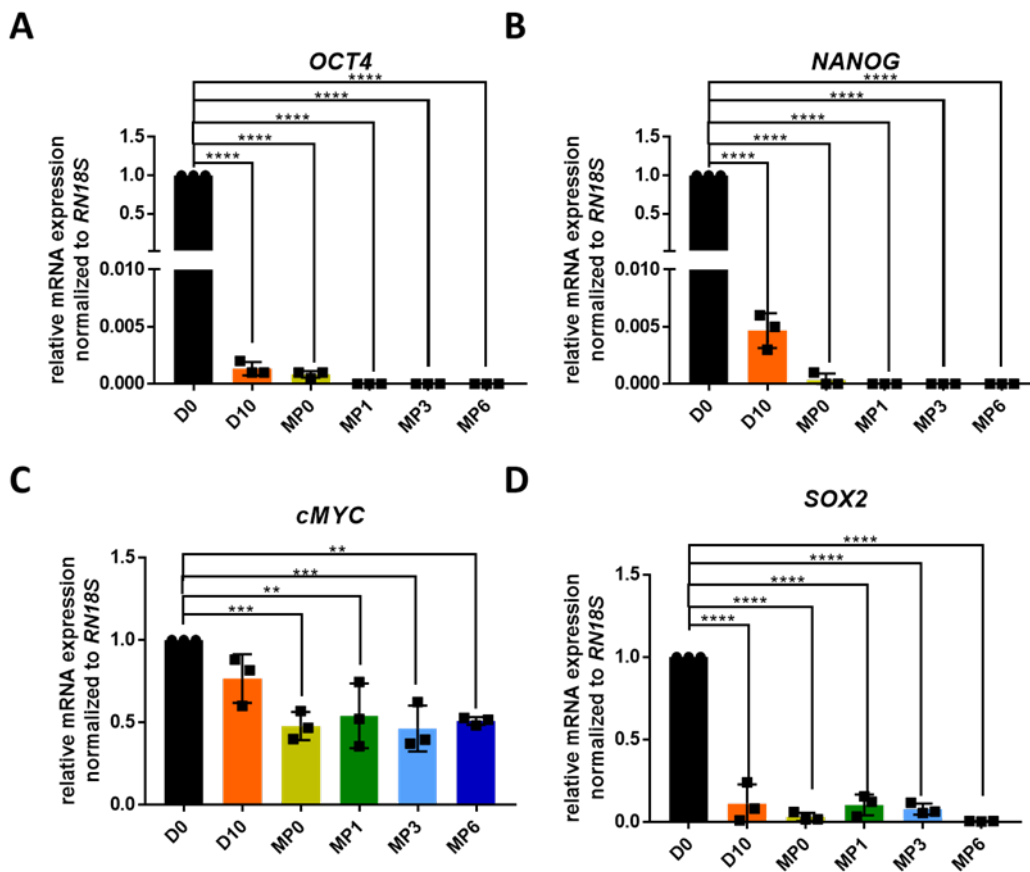 A
OCT4
****
****
****
****
****
relative mRNA expression
normalized to RN18S
1.5
1.0
0.5
0.010
0.005
0.000
D0
D10
MP0
MP1
MP3
MP6
B
NANOG
****
****
****
****
****
relative mRNA expression
normalized to RN18S
1.5
1.0
0.5
0.010
0.005
0.000
D0
D10
MP0
MP1
MP3
MP6
C
cMYC
**
***
**
***
relative mRNA expression
normalized to RN18S
1.5
1.0
0.5
0.0
D0
D10
MP0
MP1
MP3
MP6
D
SOX2
****
****
****
****
****
relative mRNA expression
normalized to RN18S
1.5
1.0
0.5
0.0
D0
D10
MP0
MP1
MP3
MP6